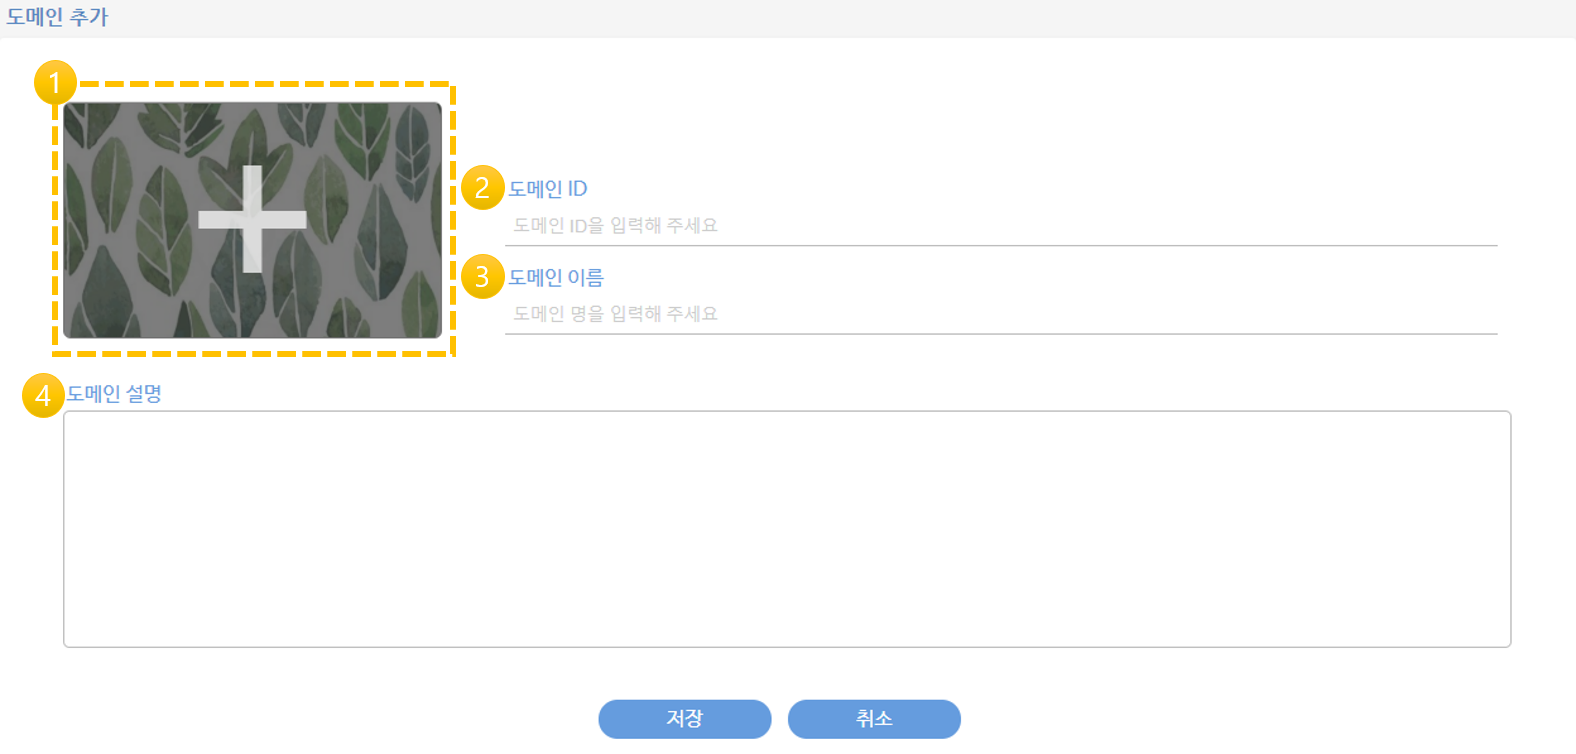 도메인 추가
1
2 도메인 ID
도메인 ID을 입력해 주세요
3 도메인 이름
도메인 명을 입력해 주세요
4 도메인 설명
저장 취소